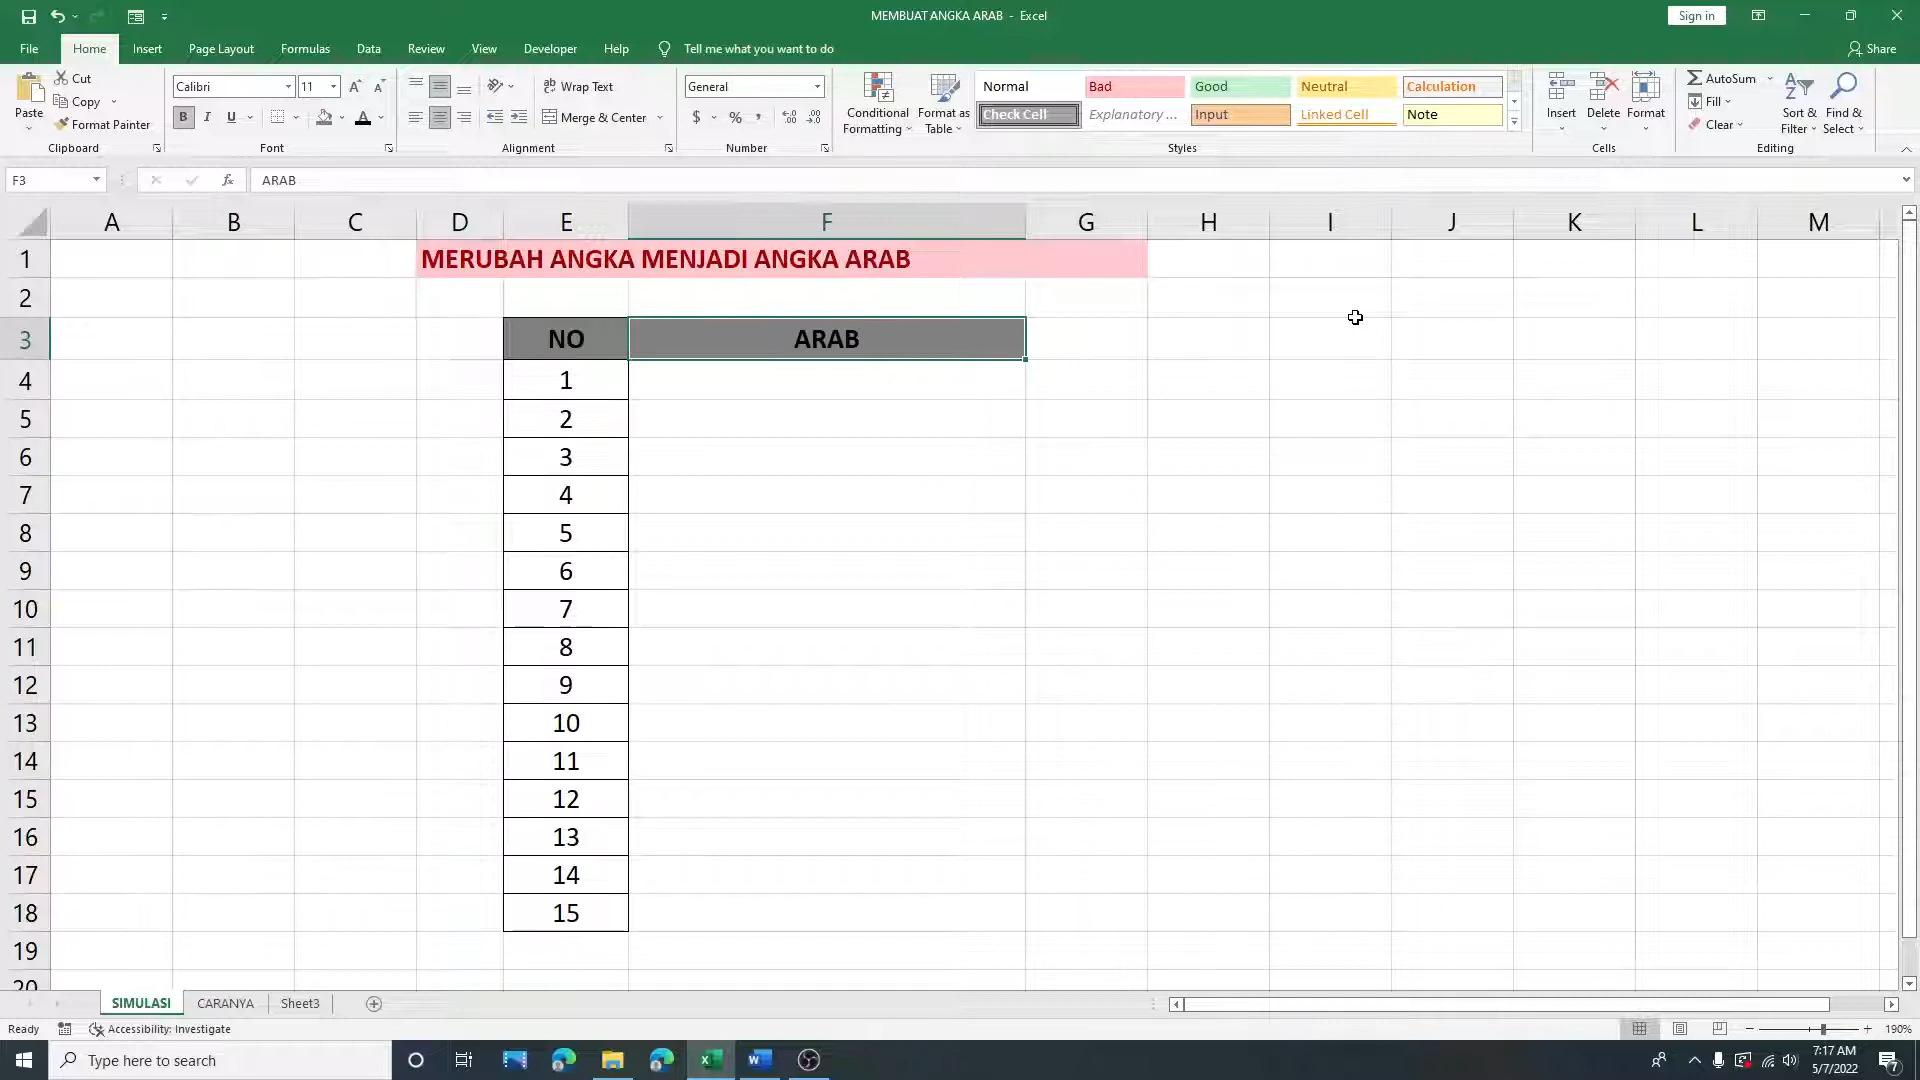 MEMBUAT ANGKA ARAB - Excel
Sign in
File Home Insert Page Layout Formulas Data Review View Developer Help Tell me what you want to do Share
Paste
Cut
Copy
Format Painter
Clipboard
Calibri 11
B I U
Font
Wrap Text
Merge & Center
Alignment
General
$ % ,
Number
Conditional Formatting
Format as Table
Normal Bad Good Neutral Calculation
Check Cell Explanatory ... Input Linked Cell Note
Styles
Insert Delete Format
Cells
AutoSum
Fill
Clear
Sort & Filter
Find & Select
Editing
F3 fx ARAB
A B C D E F G H I J K L M
1 MERUBAH ANGKA MENJADI ANGKA ARAB
2
3 NO ARAB
4 1
5 2
6 3
7 4
8 5
9 6
10 7
11 8
12 9
13 10
14 11
15 12
16 13
17 14
18 15
19
20
SIMULASI CARANYA Sheet3
Ready Accessibility: Investigate 190%
Type here to search
7:17 AM
5/7/2022
7